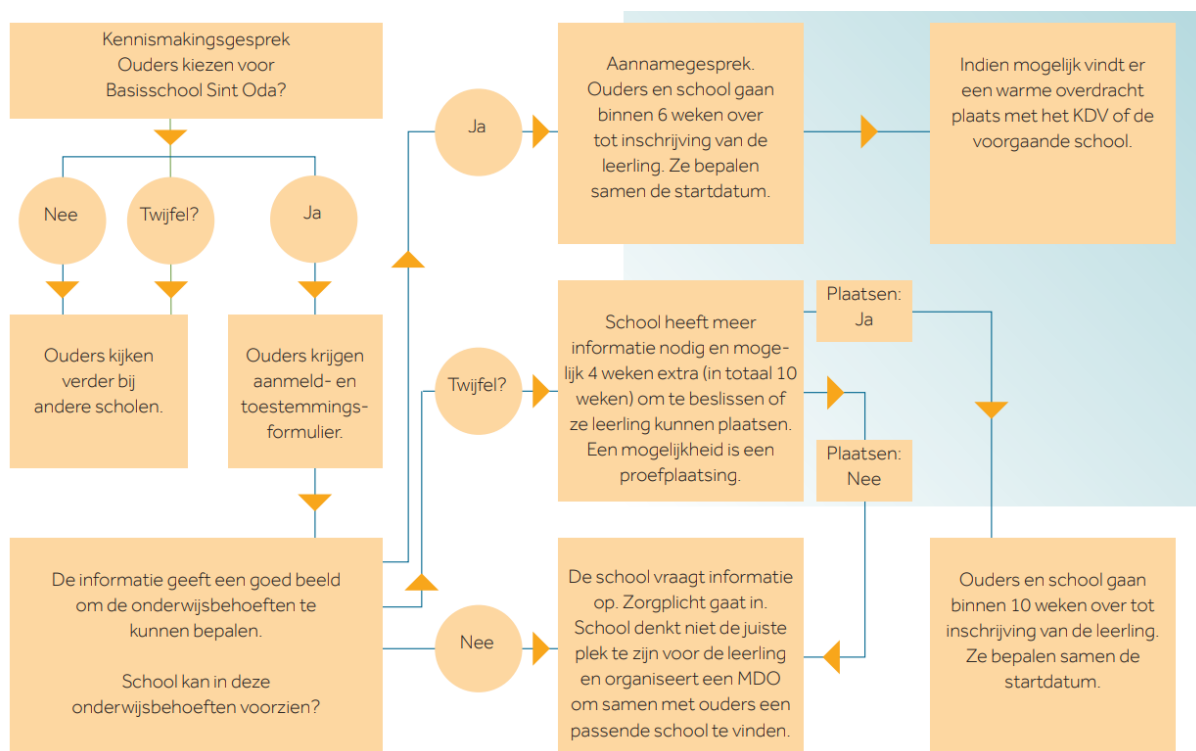 Kennismakingsgesprek
Ouders kiezen voor
Basisschool Sint Oda?
Nee
Twijfel?
Ja
Ouders kijken
verder bij
andere scholen.
Ouders krijgen
aanmeld- en
toestemmings-
formulier.
De informatie geeft een goed beeld
om de onderwijsbehoeften te
kunnen bepalen.
School kan in deze
onderwijsbehoeften voorzien?
Ja
Aannamegesprek.
Ouders en school gaan
binnen 6 weken over
tot inschrijving van de
leerling. Ze bepalen
samen de startdatum.
Indien mogelijk vindt er
een warme overdracht
plaats met het KDV of de
voorgaande school.
Twijfel?
School heeft meer
informatie nodig en moge-
lijk 4 weken extra (in totaal 10
weken) om te beslissen of
ze leerling kunnen plaatsen.
Een mogelijkheid is een
proefplaatsing.
Plaatsen:
Ja
Plaatsen:
Nee
Nee
De school vraagt informatie
op. Zorgplicht gaat in.
School denkt niet de juiste
plek te zijn voor de leerling
en organiseert een MDO
om samen met ouders een
passende school te vinden.
Ouders en school gaan
binnen 10 weken over tot
inschrijving van de leerling.
Ze bepalen samen de
startdatum.